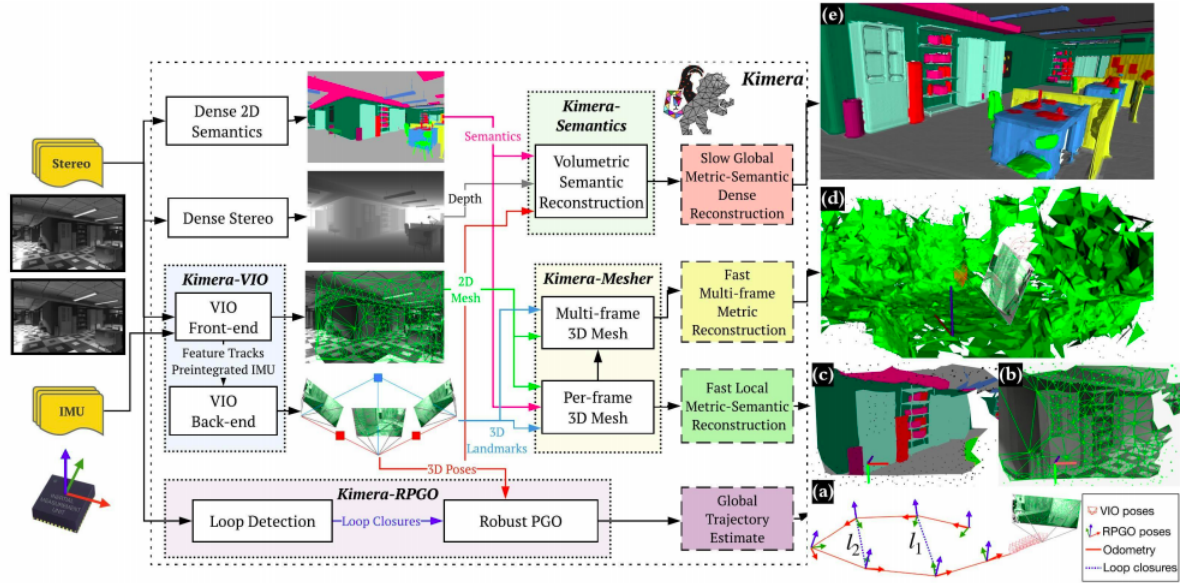 Stereo
IMU
Kimera
Dense 2D
Semantics
Dense Stereo
Semantics
Depth
Kimera-
Semantics
Volumetric
Semantic
Reconstruction
Slow Global
Metric-Semantic
Dense
Reconstruction
Kimera-VIO
VIO
Front-end
Feature Tracks
Preintegrated IMU
VIO
Back-end
2D
Mesh
3D
Landmarks
3D Poses
Kimera-Mesher
Multi-frame
3D Mesh
Per-frame
3D Mesh
Fast
Multi-frame
Metric
Reconstruction
Fast Local
Metric-Semantic
Reconstruction
Kimera-RPGO
Loop Detection
Loop Closures
Robust PGO
Global
Trajectory
Estimate
(e)
(d)
(c)
(b)
(a)
l2
l1
VIO poses
RPGO poses
Odometry
Loop closures